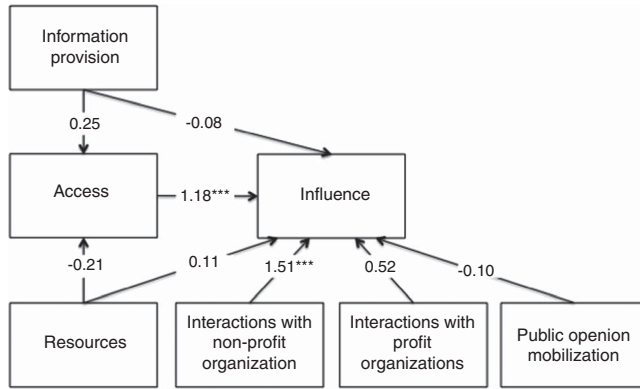 Information
provision
0.25
-0.08
Access
1.18***
Influence
-0.21
0.11
1.51***
0.52
-0.10
Resources
Interactions with
non-profit
organization
Interactions with
profit
organizations
Public openion
mobilization